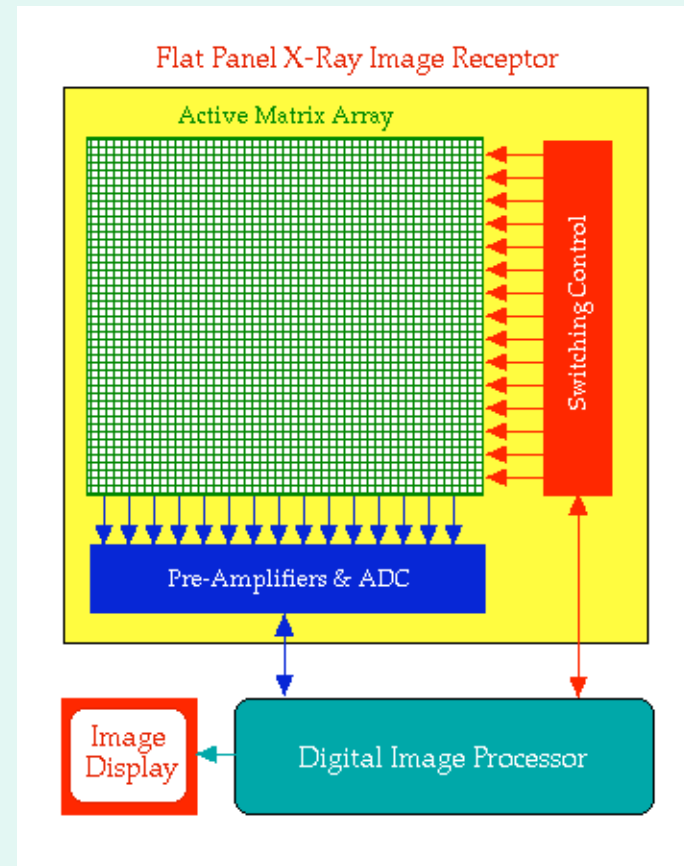 Flat Panel X-Ray Image Receptor
Active Matrix Array
Switching Control
Pre-Amplifiers & ADC
Image
Display
Digital Image Processor